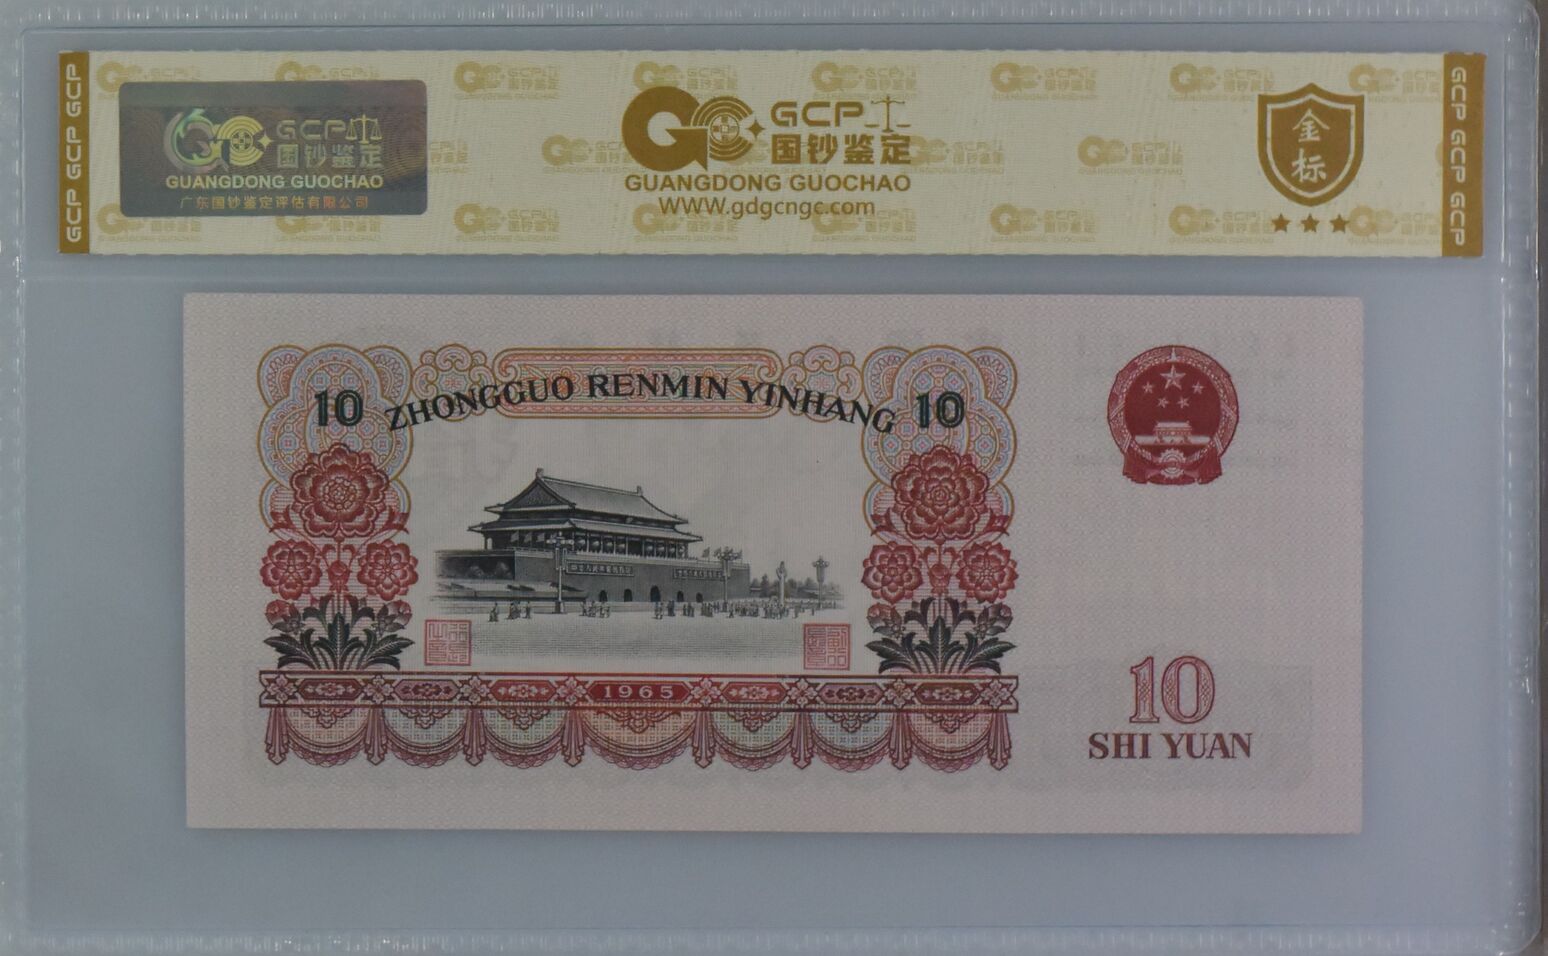 GCP GCP GCP
GCP
国钞鉴定
GUANGDONG GUOCHAO
广东国钞鉴定评估有限公司
GCP
国钞鉴定
GUANGDONG GUOCHAO
WWW.gdgcngc.com
金
标
GCP GCP GCP GCP
10 ZHONGGUO RENMIN YINHANG 10
1965
10
SHI YUAN